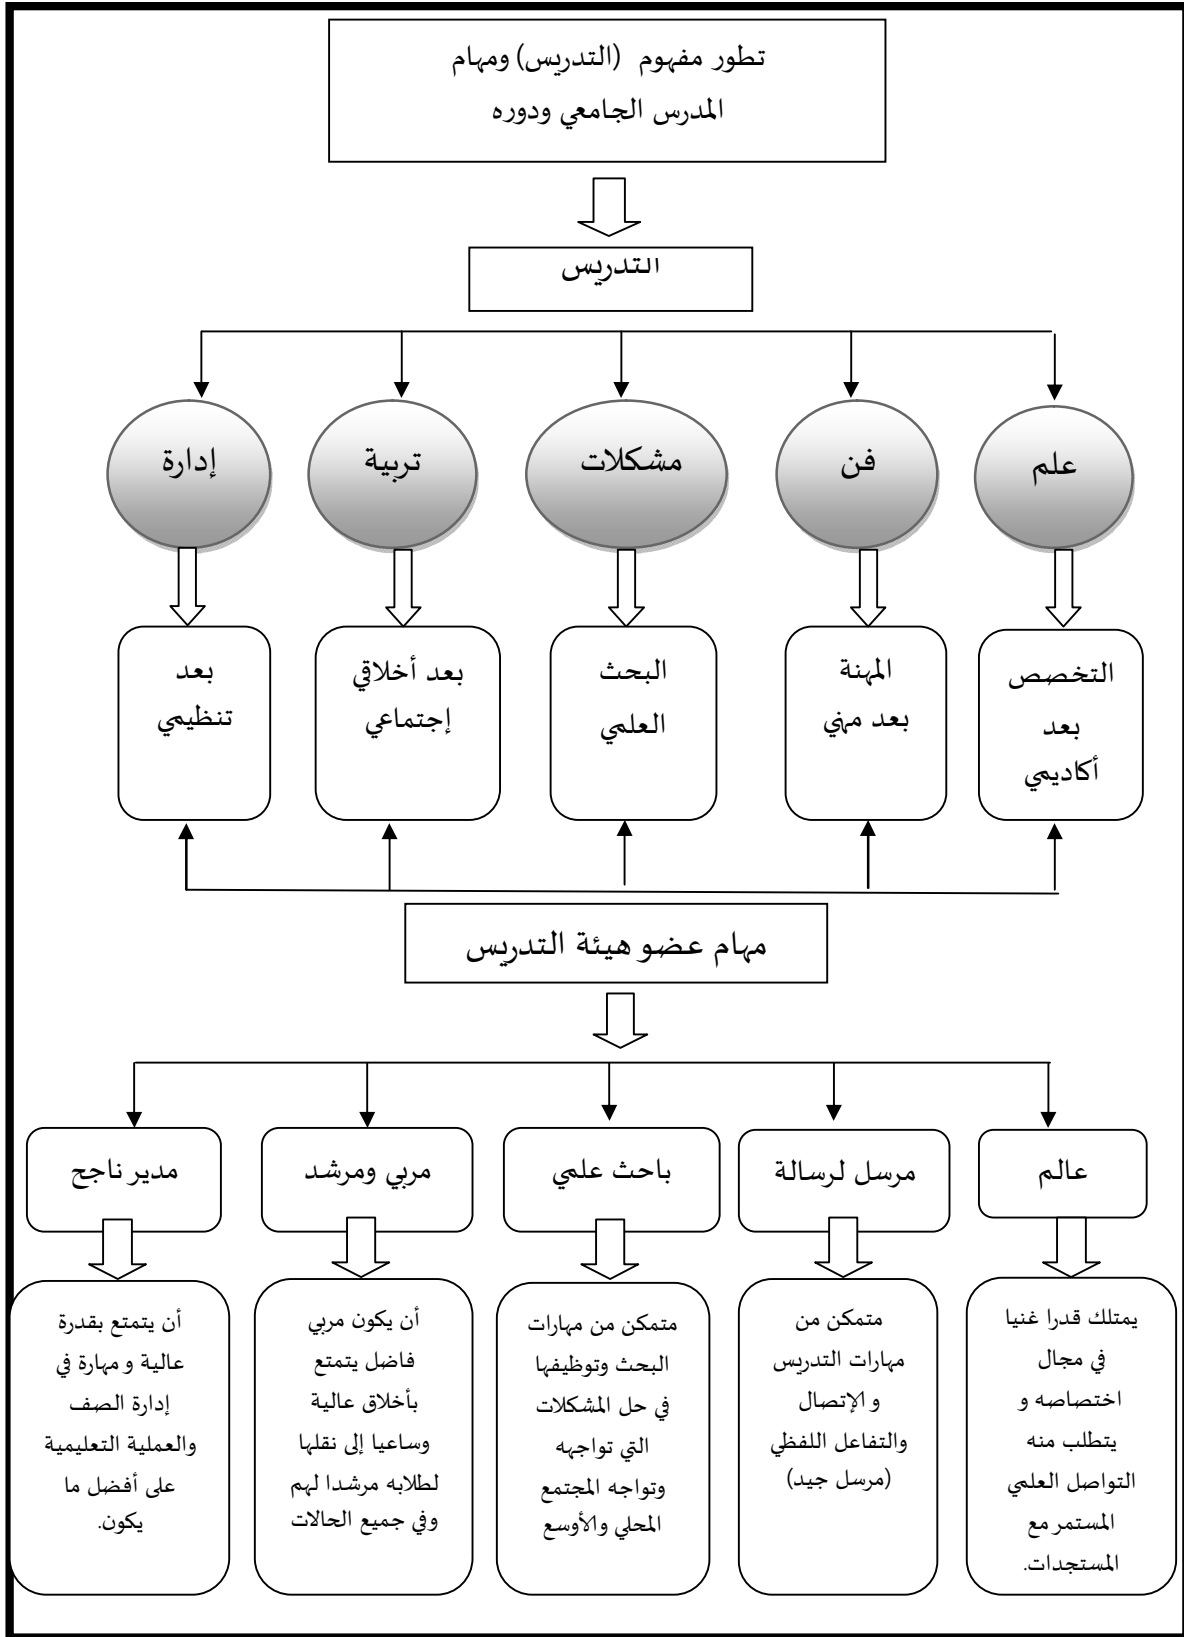 تطور مفهوم (التدريس) ومهام
المدرس الجامعي ودوره
التدريس
علم
فن
مشكلات
تربية
إدارة
التخصص
بعد
أكاديمي
المهنة
بعد مهني
البحث
العلمي
بعد أخلاقي
إجتماعي
بعد
تنظيمي
مهام عضو هيئة التدريس
عالم
مرسل لرسالة
باحث علمي
مربي ومرشد
مدير ناجح
يمتلك قدرا غنيا
في مجال
اختصاصه و
يتطلب منه
التواصل العلمي
المستمر مع
المستجدات.
متمكن من
مهارات التدريس
و الإتصال
والتفاعل اللفظي
(مرسل جيد)
متمكن من مهارات
البحث وتوظيفها
في حل المشكلات
التي تواجهه
وتواجه المجتمع
المحلي والأوسع
أن يكون مربي
فاضل يتمتع
بأخلاق عالية
وساعيا إلى نقلها
لطلابه مرشدا لهم
وفي جميع الحالات
أن يتمتع بقدرة
عالية و مهارة في
إدارة الصف
والعملية التعليمية
على أفضل ما
يكون.